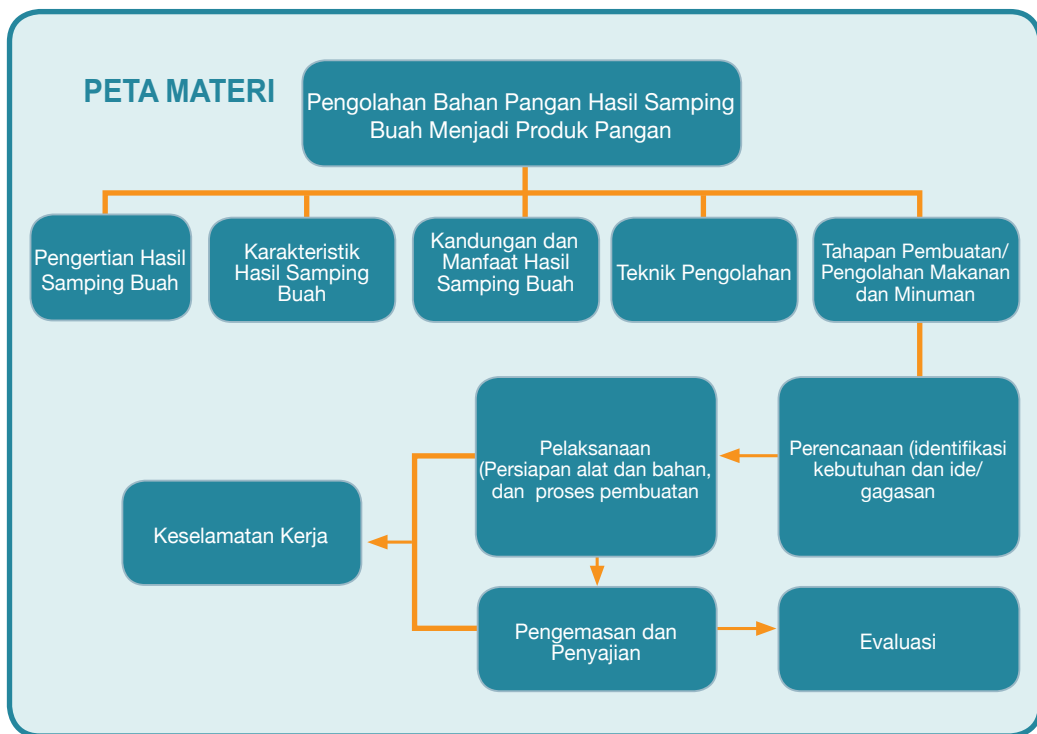 PETA MATERI
Pengolahan Bahan Pangan Hasil Samping
Buah Menjadi Produk Pangan
Pengertian Hasil
Samping Buah
Karakteristik
Hasil Samping
Buah
Kandungan dan
Manfaat Hasil
Samping Buah
Teknik Pengolahan
Tahapan Pembuatan/
Pengolahan Makanan
dan Minuman
Perencanaan (identifikasi
kebutuhan dan ide/
gagasan
Pelaksanaan
(Persiapan alat dan bahan,
dan proses pembuatan
Keselamatan Kerja
Pengemasan dan
Penyajian
Evaluasi